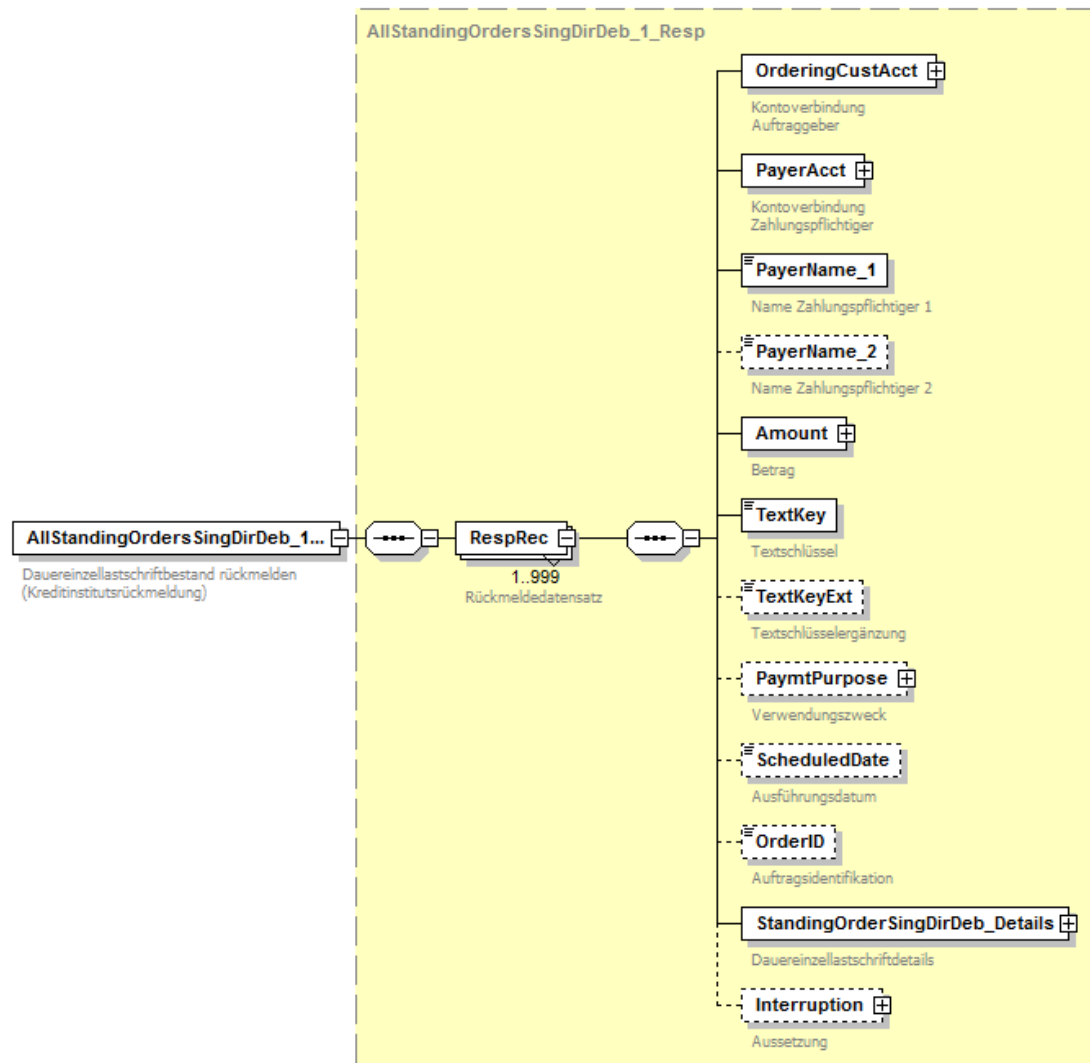 AllStandingOrdersSingDirDeb_1_Resp
OrderingCustAcct
Kontoverbindung
Auftraggeber
PayerAcct
Kontoverbindung
Zahlungspflichtiger
PayerName_1
Name Zahlungspflichtiger 1
PayerName_2
Name Zahlungspflichtiger 2
Amount
Betrag
AllStandingOrdersSingDirDeb_1...
Dauereinzellastschriftbestand rückmelden
(Kreditinstitutsrückmeldung)
RespRec
1..999
Rückmeldedatensatz
TextKey
Textschlüssel
TextKeyExt
Textschlüsselergänzung
PaymtPurpose
Verwendungszweck
ScheduledDate
Ausführungsdatum
OrderID
Auftragsidentifikation
StandingOrderSingDirDeb_Details
Dauereinzellastschriftdetails
Interruption
Aussetzung